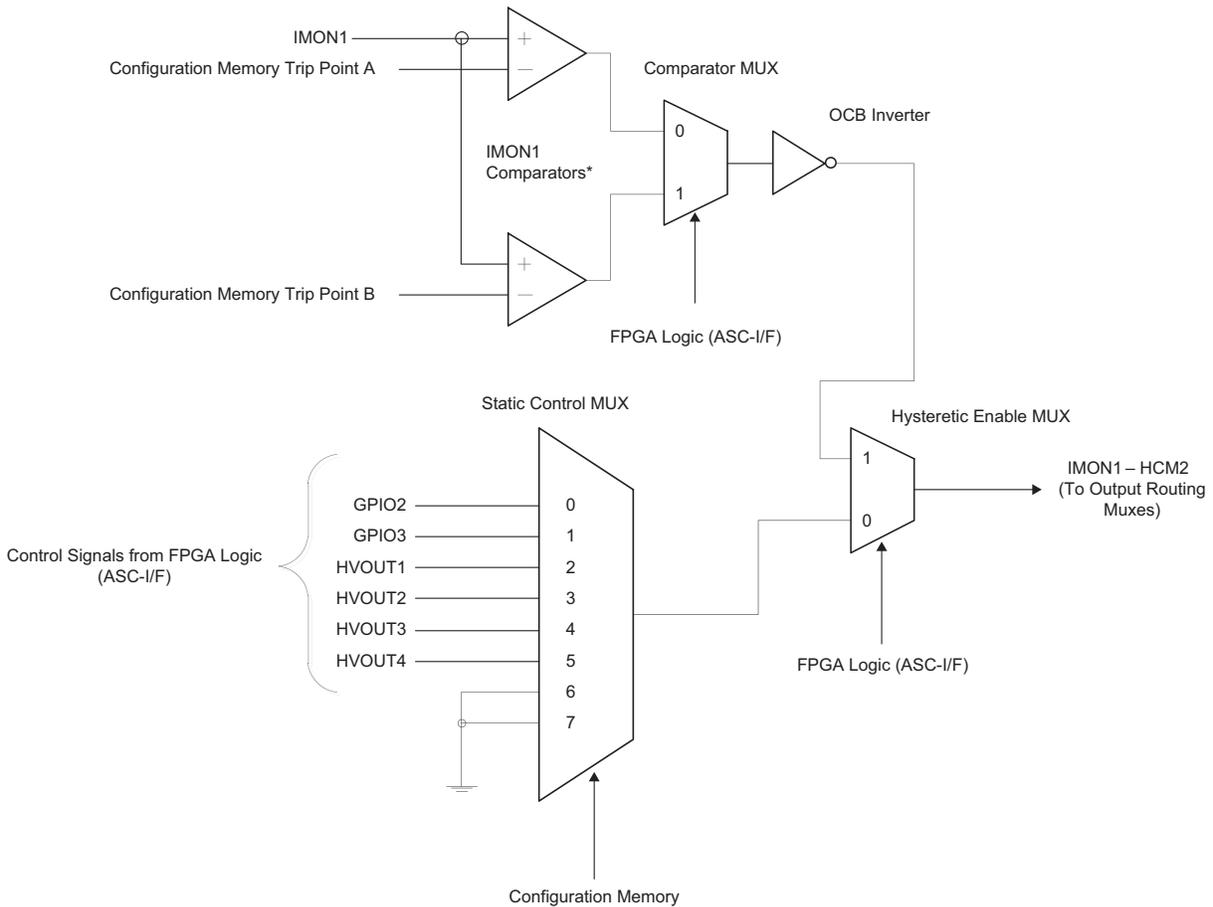 IMON1
+
Configuration Memory Trip Point A
−
Comparator MUX
OCB Inverter
0
IMON1
Comparators*
1
+
Configuration Memory Trip Point B
−
FPGA Logic (ASC-I/F)
Static Control MUX
Hysteretic Enable MUX
1
IMON1 – HCM2
(To Output Routing
Muxes)
0
Control Signals from FPGA Logic
(ASC-I/F)
GPIO2 0
GPIO3 1
HVOUT1 2
HVOUT2 3
HVOUT3 4
HVOUT4 5
6
7
FPGA Logic (ASC-I/F)
Configuration Memory